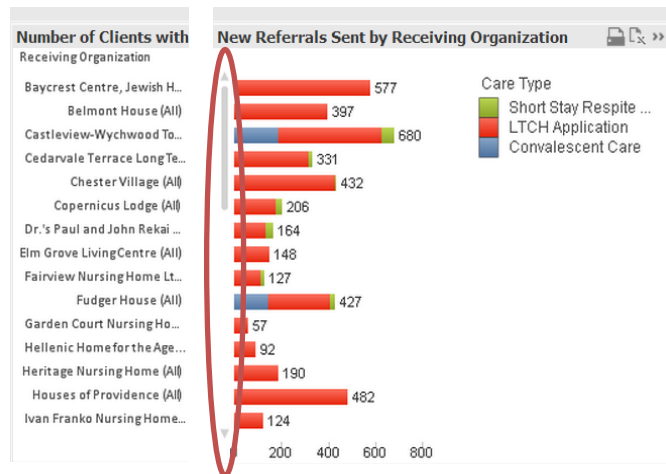 Number of Clients with
New Referrals Sent by Receiving Organization
Receiving Organization
Baycrest Centre, Jewish H... 577
Belmont House (All) 397
Castleview-Wychwood To... 680
Cedarvale Terrace Long Te... 331
Chester Village (All) 432
Copernicus Lodge (All) 206
Dr.'s Paul and John Rekai ... 164
Elm Grove Living Centre (All) 148
Fairview Nursing Home Lt... 127
Fudger House (All) 427
Garden Court Nursing Ho... 57
Hellenic Home for the Age... 92
Heritage Nursing Home (All) 190
Houses of Providence (All) 482
Ivan Franko Nursing Home... 124
0 200 400 600 800
Care Type
Short Stay Respite ...
LTCH Application
Convalescent Care